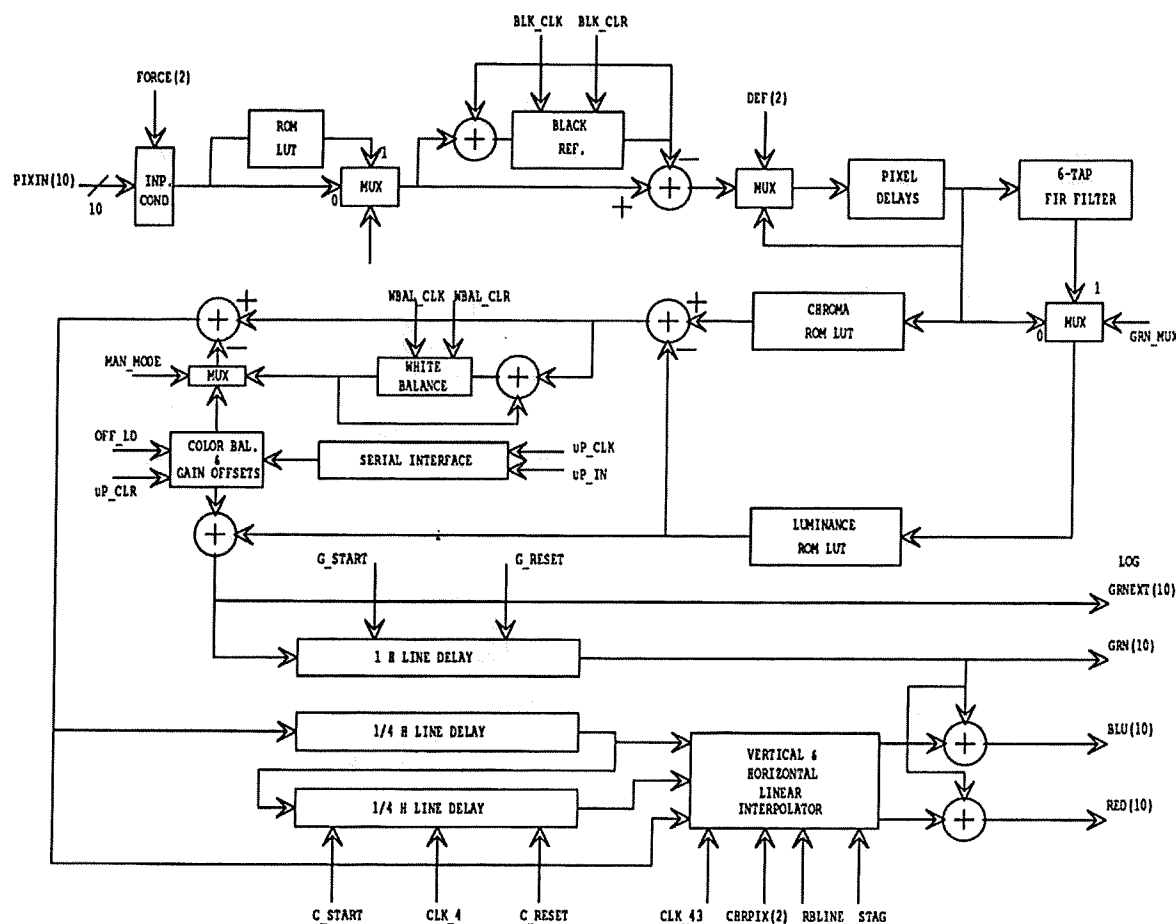 BLK_CLK BLK_CLR
FORCE(2)
DEF(2)
ROM
LUT
BLACK
REF.
1
PIXIN(10)
10
INP.
COND
MUX
0
+
+
−
+
+
MUX
PIXEL
DELAYS
6-TAP
FIR FILTER
WBAL_CLK WBAL_CLR
+
+
+
+
−
−
CHROMA
ROM LUT
1
MUX
0
GRN_MUX
MAN_MODE
MUX
WHITE
BALANCE
+
OFF_LD
COLOR BAL.
&
GAIN OFFSETS
SERIAL INTERFACE
uP_CLK
uP_IN
uP_CLR
+
LUMINANCE
ROM LUT
G_START
G_RESET
LOG
GRNEXT(10)
1 H LINE DELAY
GRN(10)
1/4 H LINE DELAY
VERTICAL &
HORIZONTAL
LINEAR
INTERPOLATOR
+
BLU(10)
1/4 H LINE DELAY
+
RED(10)
C_START
CLK_4
C_RESET
CLK_43
CHRPIX(2)
RBLINE
STAG